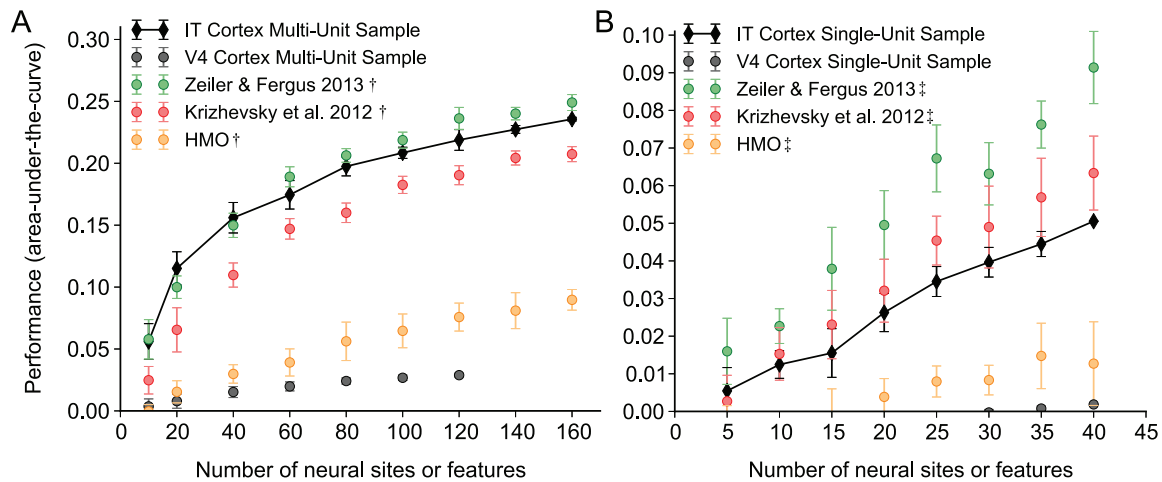 A
Performance (area-under-the-curve)
0.30
0.25
0.20
0.15
0.10
0.05
0.00
IT Cortex Multi-Unit Sample
V4 Cortex Multi-Unit Sample
Zeiler & Fergus 2013 †
Krizhevsky et al. 2012 †
HMO †
0 20 40 60 80 100 120 140 160
Number of neural sites or features
B
0.10
0.09
0.08
0.07
0.06
0.05
0.04
0.03
0.02
0.01
0.00
IT Cortex Single-Unit Sample
V4 Cortex Single-Unit Sample
Zeiler & Fergus 2013 ‡
Krizhevsky et al. 2012 ‡
HMO ‡
0 5 10 15 20 25 30 35 40 45
Number of neural sites or features